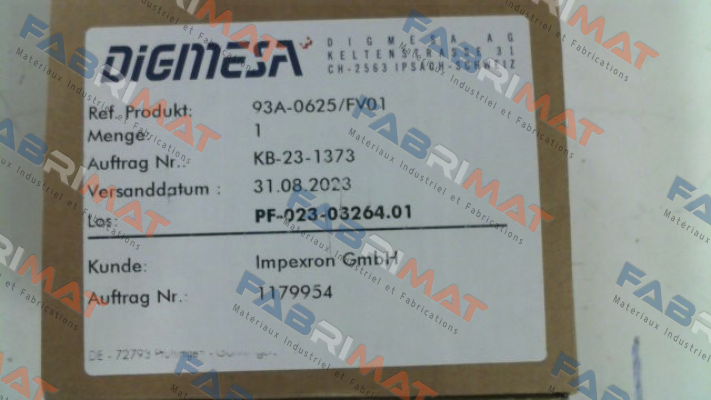 DIGMESA
DIGMESA AG
KELTENSTRASSE 31
CH-2563 IPSACH-SCHWEIZ
Ref. Produkt: 93A-0625/FV01
Menge: 1
Auftrag Nr.: KB-23-1373
Versanddatum : 31.08.2023
Los: PF-023-03264.01
Kunde: Impexron GmbH
Auftrag Nr.: 1179954
DE - 72793
FABRIMAT
Materiaux Industriel et Fabrications